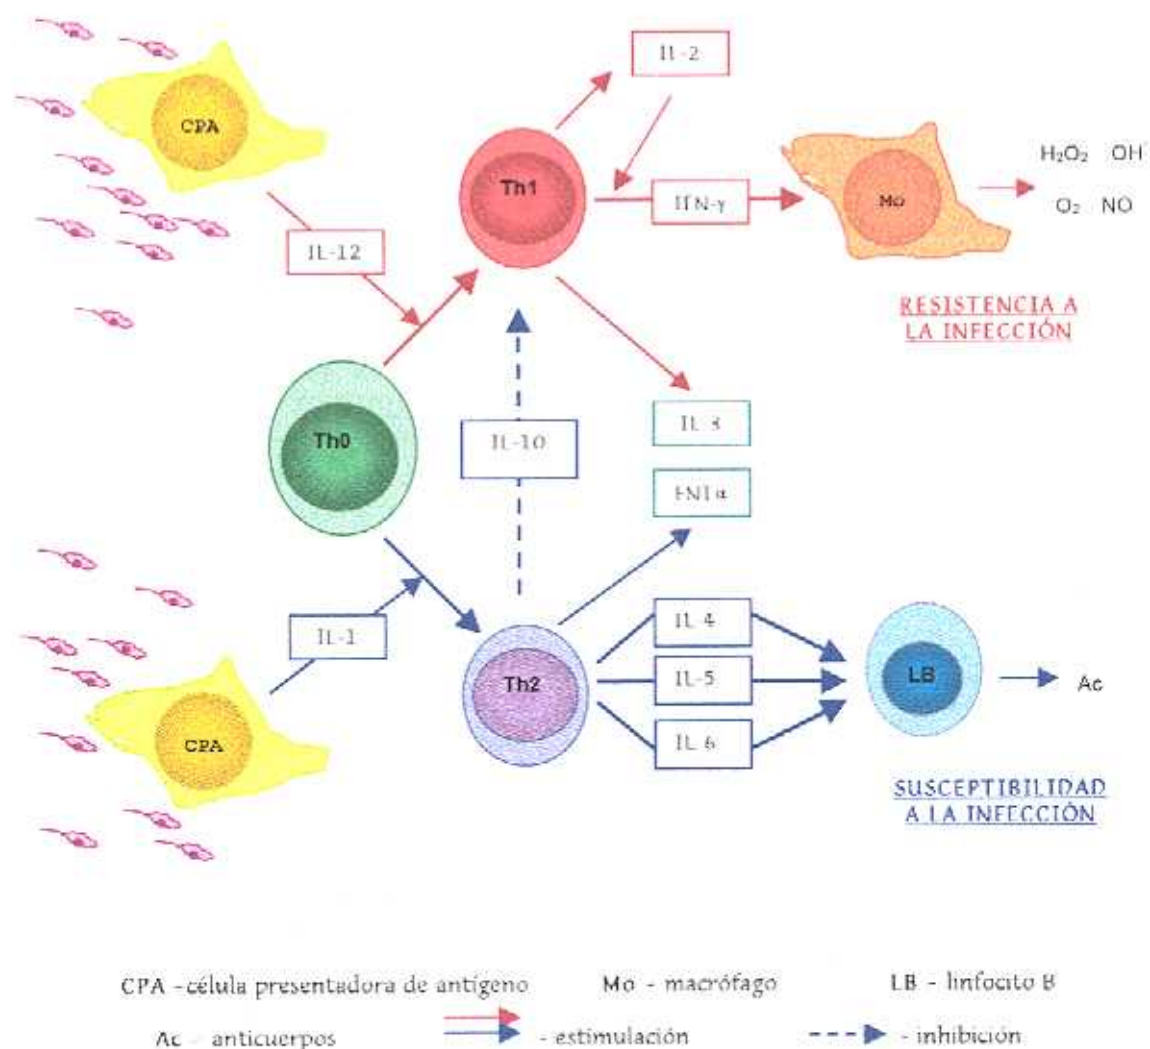 IL-2
CPA
Th1
H₂O₂ OH
IFN-γ
Mo
O₂ NO
IL-12
RESISTENCIA A
LA INFECCIÓN
IL-3
Th0
IL-10
FNTα
IL-4
IL-1
IL-5
LB
Th2
Ac
CPA
IL-6
SUSCEPTIBILIDAD
A LA INFECCIÓN
CPA - célula presentadora de antígeno Mo - macrófago LB - linfocito B
Ac - anticuerpos - estimulación - inhibición